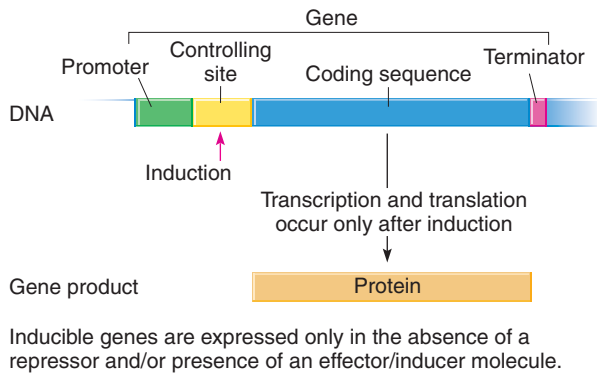 Gene
Controlling
site
Promoter
Coding sequence
Terminator
DNA
Induction
Transcription and translation
occur only after induction
Gene product
Protein
Inducible genes are expressed only in the absence of a
repressor and/or presence of an effector/inducer molecule.